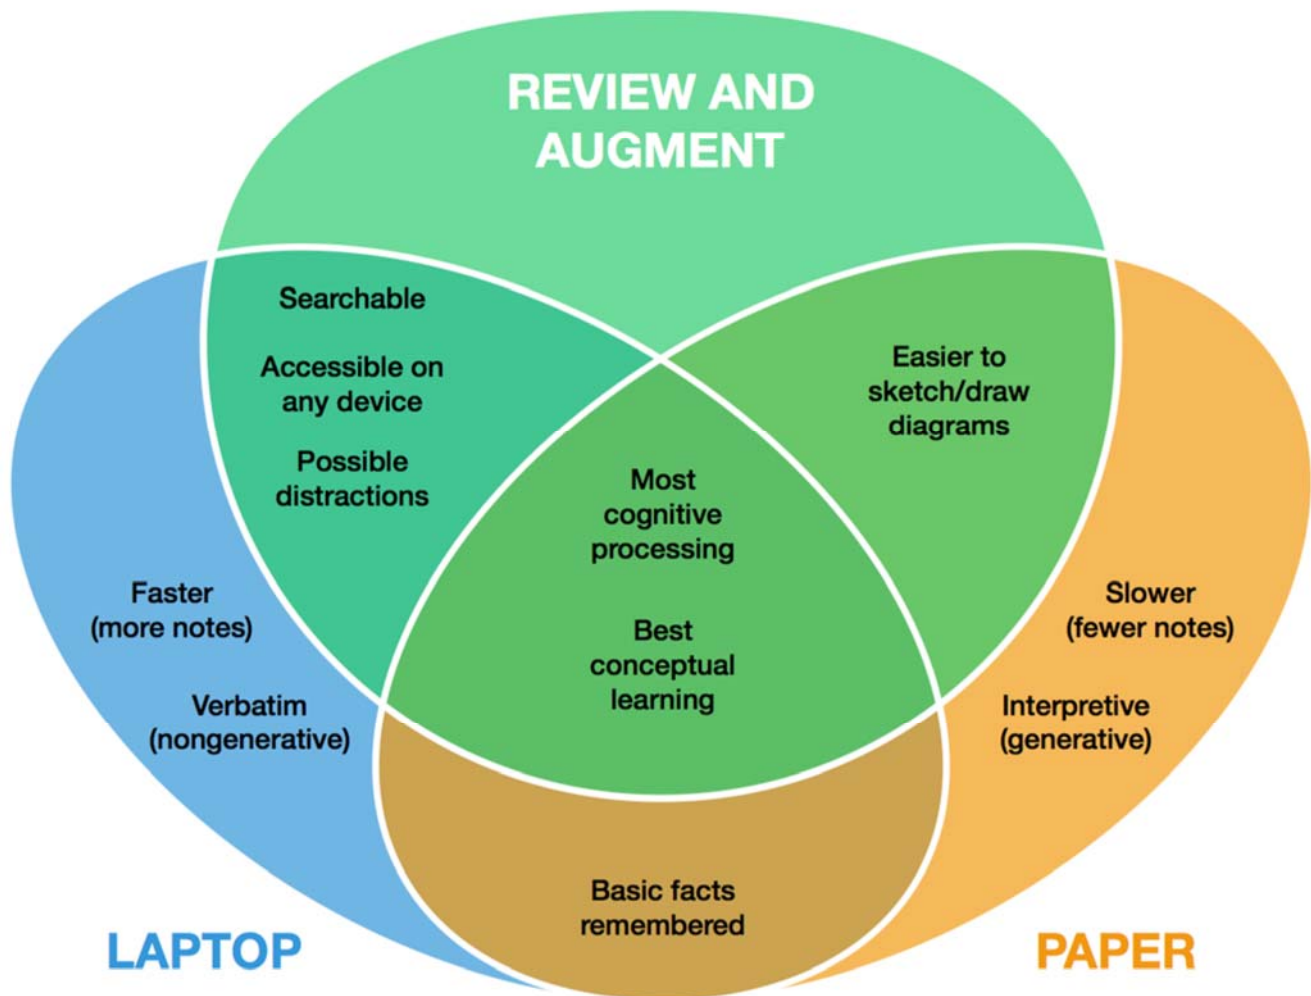 REVIEW AND
AUGMENT
Searchable
Accessible on
any device
Possible
distractions
Easier to
sketch/draw
diagrams
Most
cognitive
processing
Best
conceptual
learning
Faster
(more notes)
Verbatim
(nongenerative)
Slower
(fewer notes)
Interpretive
(generative)
Basic facts
remembered
LAPTOP
PAPER